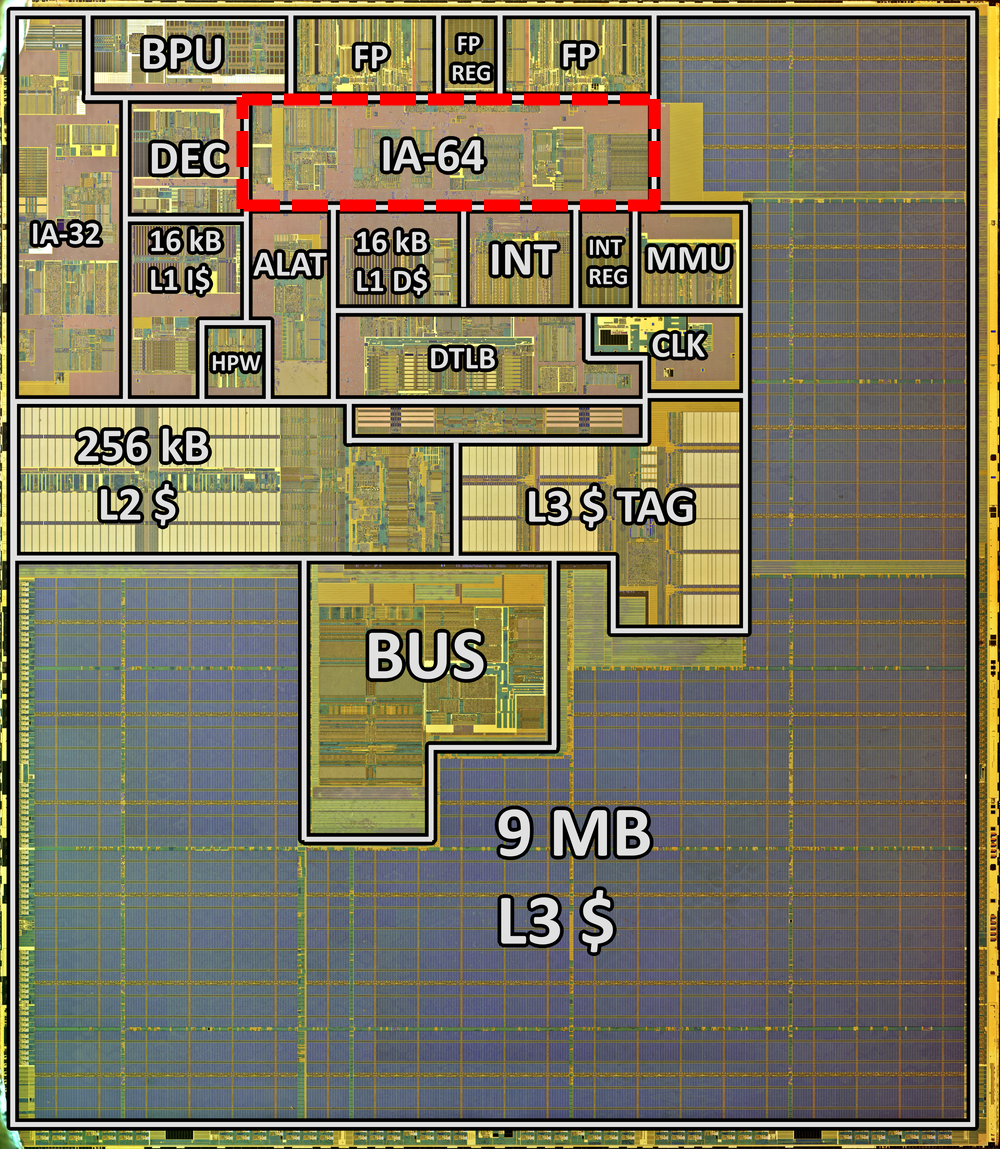 BPU
FP
FP
REG
FP
DEC
IA-64
IA-32
16 kB
L1 I$
ALAT
16 kB
L1 D$
INT
INT
REG
MMU
HPW
DTLB
CLK
256 kB
L2 $
L3 $ TAG
BUS
9 MB
L3 $